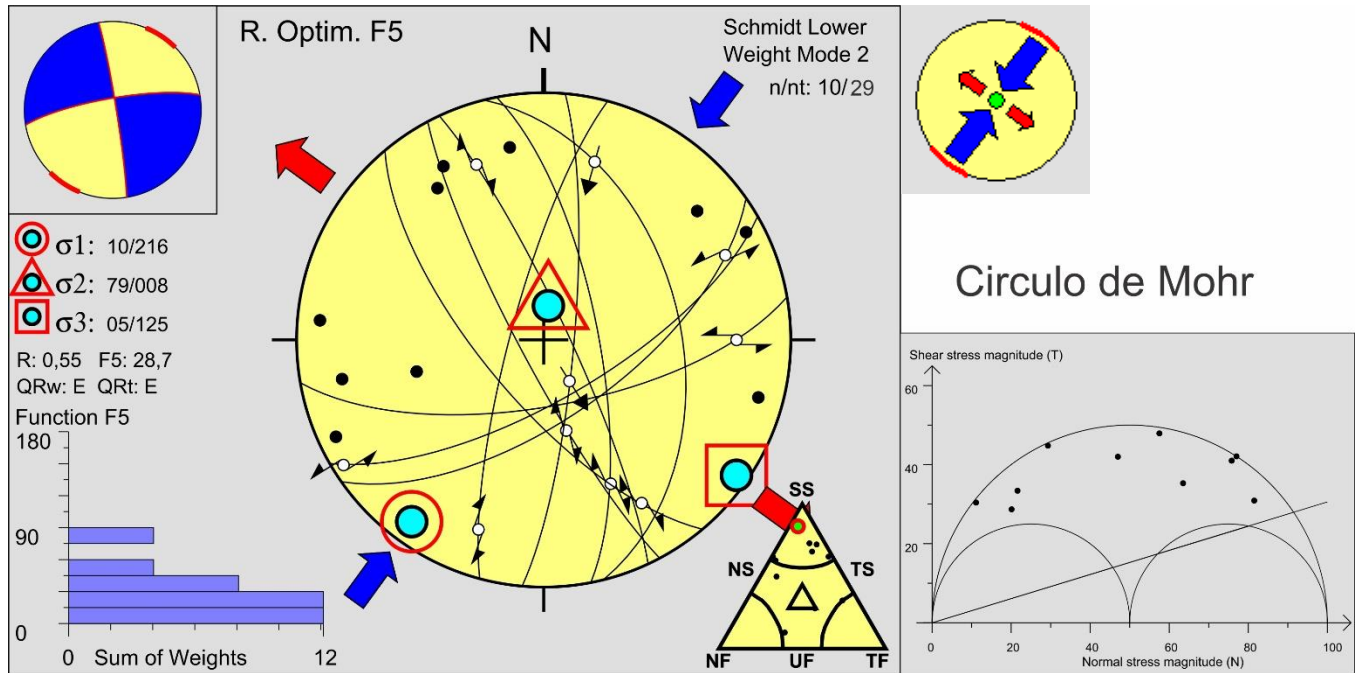 R. Optim. F5
N
Schmidt Lower
Weight Mode 2
n/nt: 10/29
σ1: 10/216
σ2: 79/008
σ3: 05/125
R: 0,55 F5: 28,7
QRw: E QRt: E
Function F5
180
90
0
0 Sum of Weights 12
SS
NS TS
NF UF TF
Circulo de Mohr
Shear stress magnitude (T)
60
40
20
0 20 40 60 80 100
Normal stress magnitude (N)